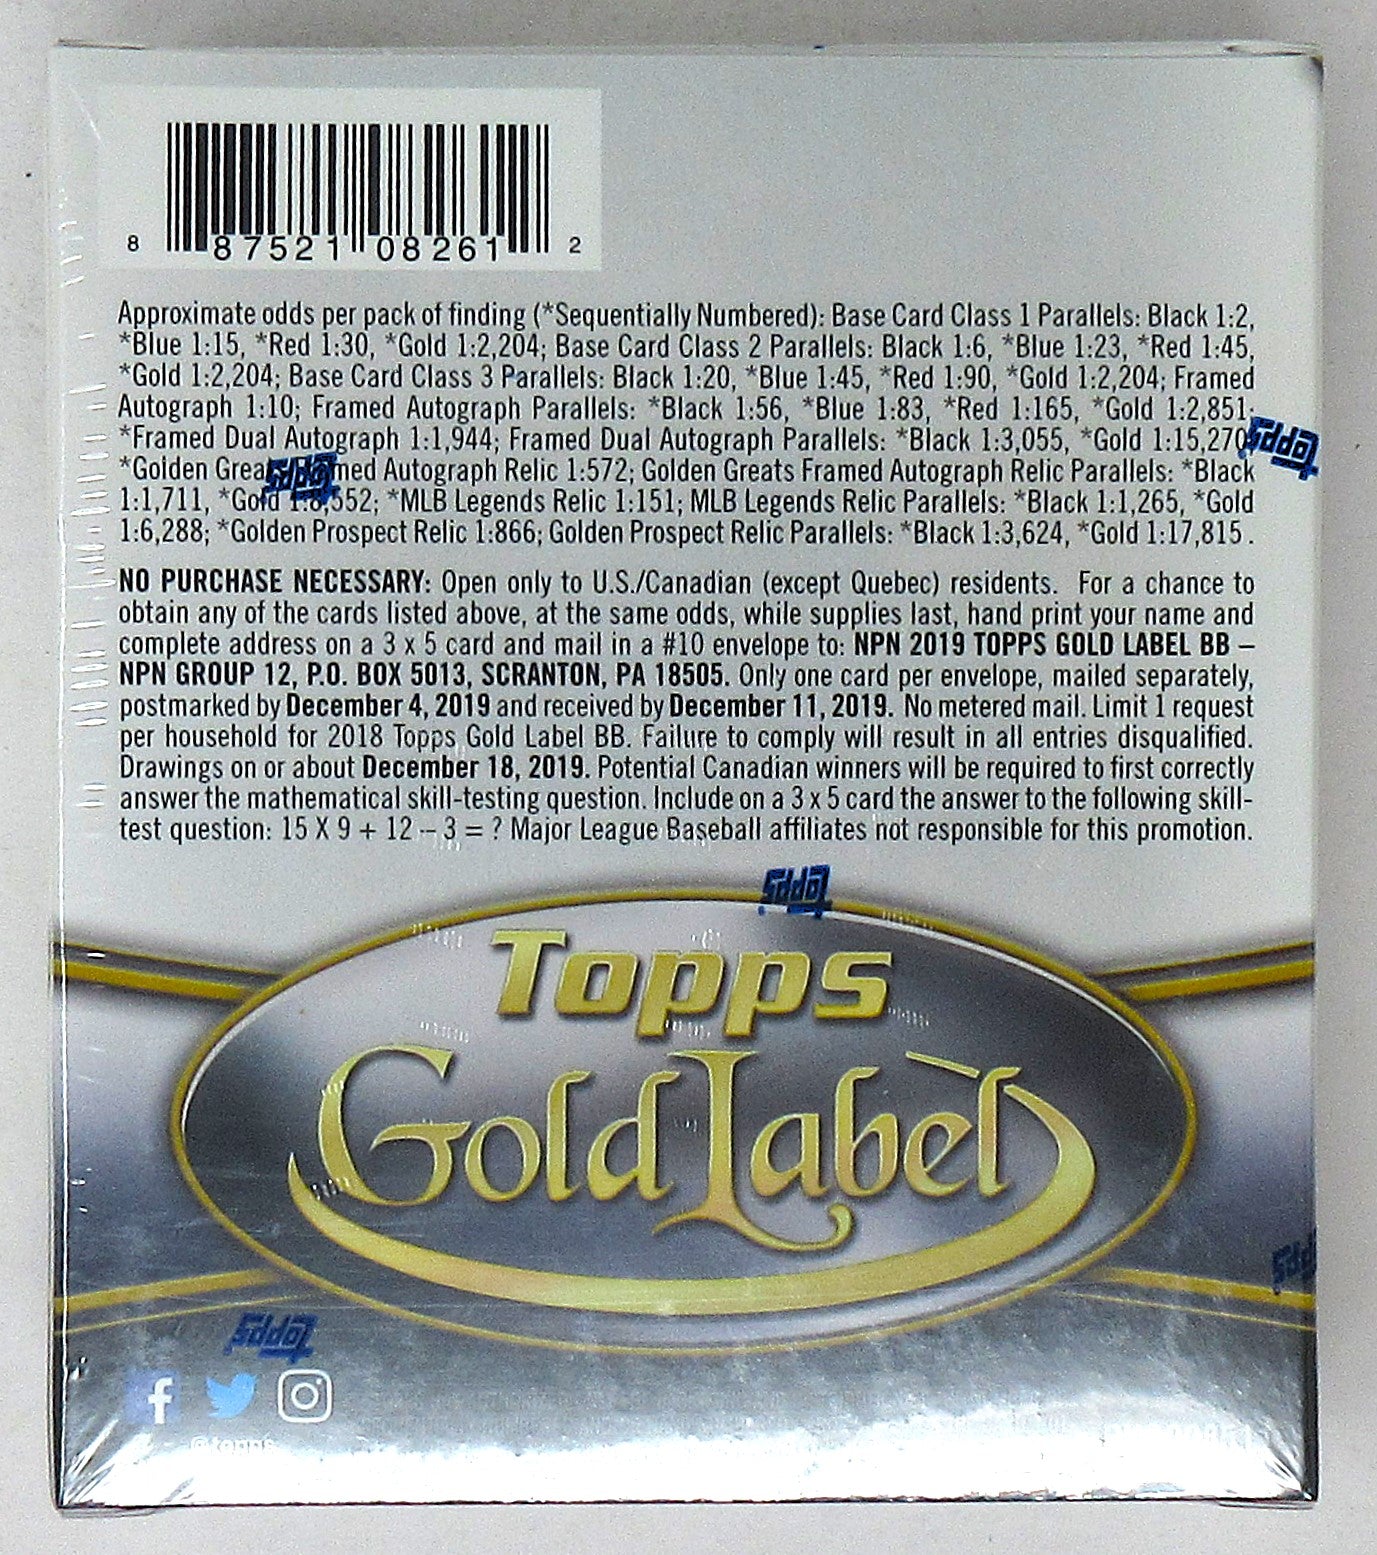 8 87521 08261 2
Approximate odds per pack of finding (*Sequentially Numbered): Base Card Class 1 Parallels: Black 1:2,
*Blue 1:15, *Red 1:30, *Gold 1:2,204; Base Card Class 2 Parallels: Black 1:6, *Blue 1:23, *Red 1:45,
*Gold 1:2,204; Base Card Class 3 Parallels: Black 1:20, *Blue 1:45, *Red 1:90, *Gold 1:2,204; Framed
Autograph 1:10; Framed Autograph Parallels: *Black 1:56, *Blue 1:83, *Red 1:165, *Gold 1:2,851;
*Framed Dual Autograph 1:1,944; Framed Dual Autograph Parallels: *Black 1:3,055, *Gold 1:15,270
topps
*Golden Autograph Relic 1:572; Golden Greats Framed Autograph Relic Parallels: *Black
topps
1:1,711, *Gold *MLB Legends Relic 1:151; MLB Legends Relic Parallels: *Black 1:1,265, *Gold
1:6,288; *Golden Prospect Relic 1:866; Golden Prospect Relic Parallels: *Black 1:3,624, *Gold 1:17,815.
NO PURCHASE NECESSARY: Open only to U.S./Canadian (except Quebec) residents. For a chance to
obtain any of the cards listed above, at the same odds, while supplies last, hand print your name and
complete address on a 3 x 5 card and mail in a #10 envelope to: NPN 2019 TOPPS GOLD LABEL BB –
NPN GROUP 12, P.O. BOX 5013, SCRANTON, PA 18505. Only one card per envelope, mailed separately,
postmarked by December 4, 2019 and received by December 11, 2019. No metered mail. Limit 1 request
per household for 2018 Topps Gold Label BB. Failure to comply will result in all entries disqualified.
Drawings on or about December 18, 2019. Potential Canadian winners will be required to first correctly
answer the mathematical skill-testing question. Include on a 3 x 5 card the answer to the following skill-
test question: 15 X 9 + 12 – 3 = ? Major League Baseball affiliates not responsible for this promotion.
topps
Topps
Gold Label
topps
topps
@topps